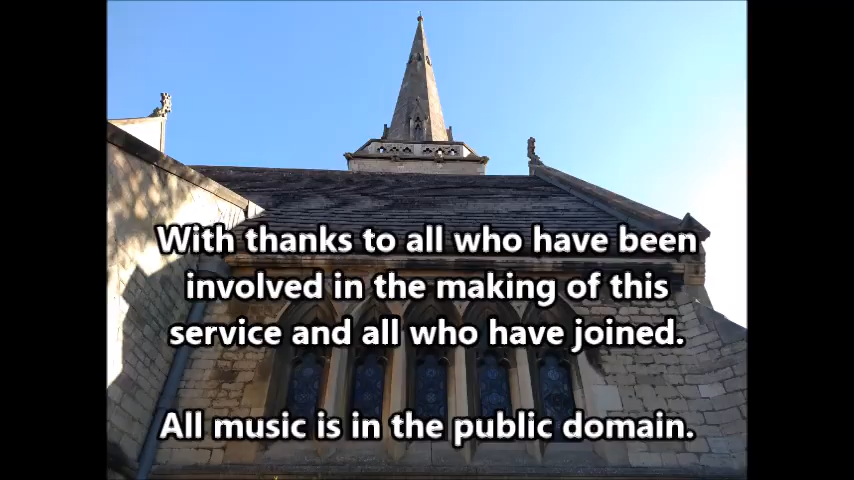 With thanks to all who have been
involved in the making of this
service and all who have joined.
All music is in the public domain.